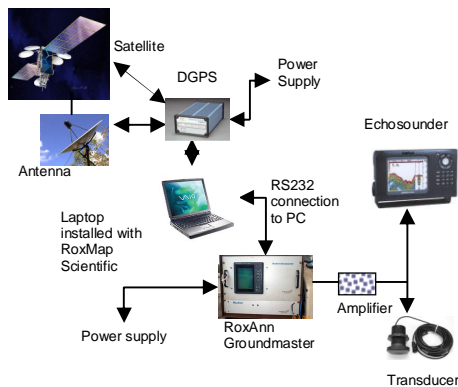 Satellite
DGPS
Power
Supply
Echosounder
Antenna
RS232
connection
to PC
Laptop
installed with
RoxMap
Scientific
VAIO
Amplifier
Power supply
RoxAnn
Groundmaster
Transducer